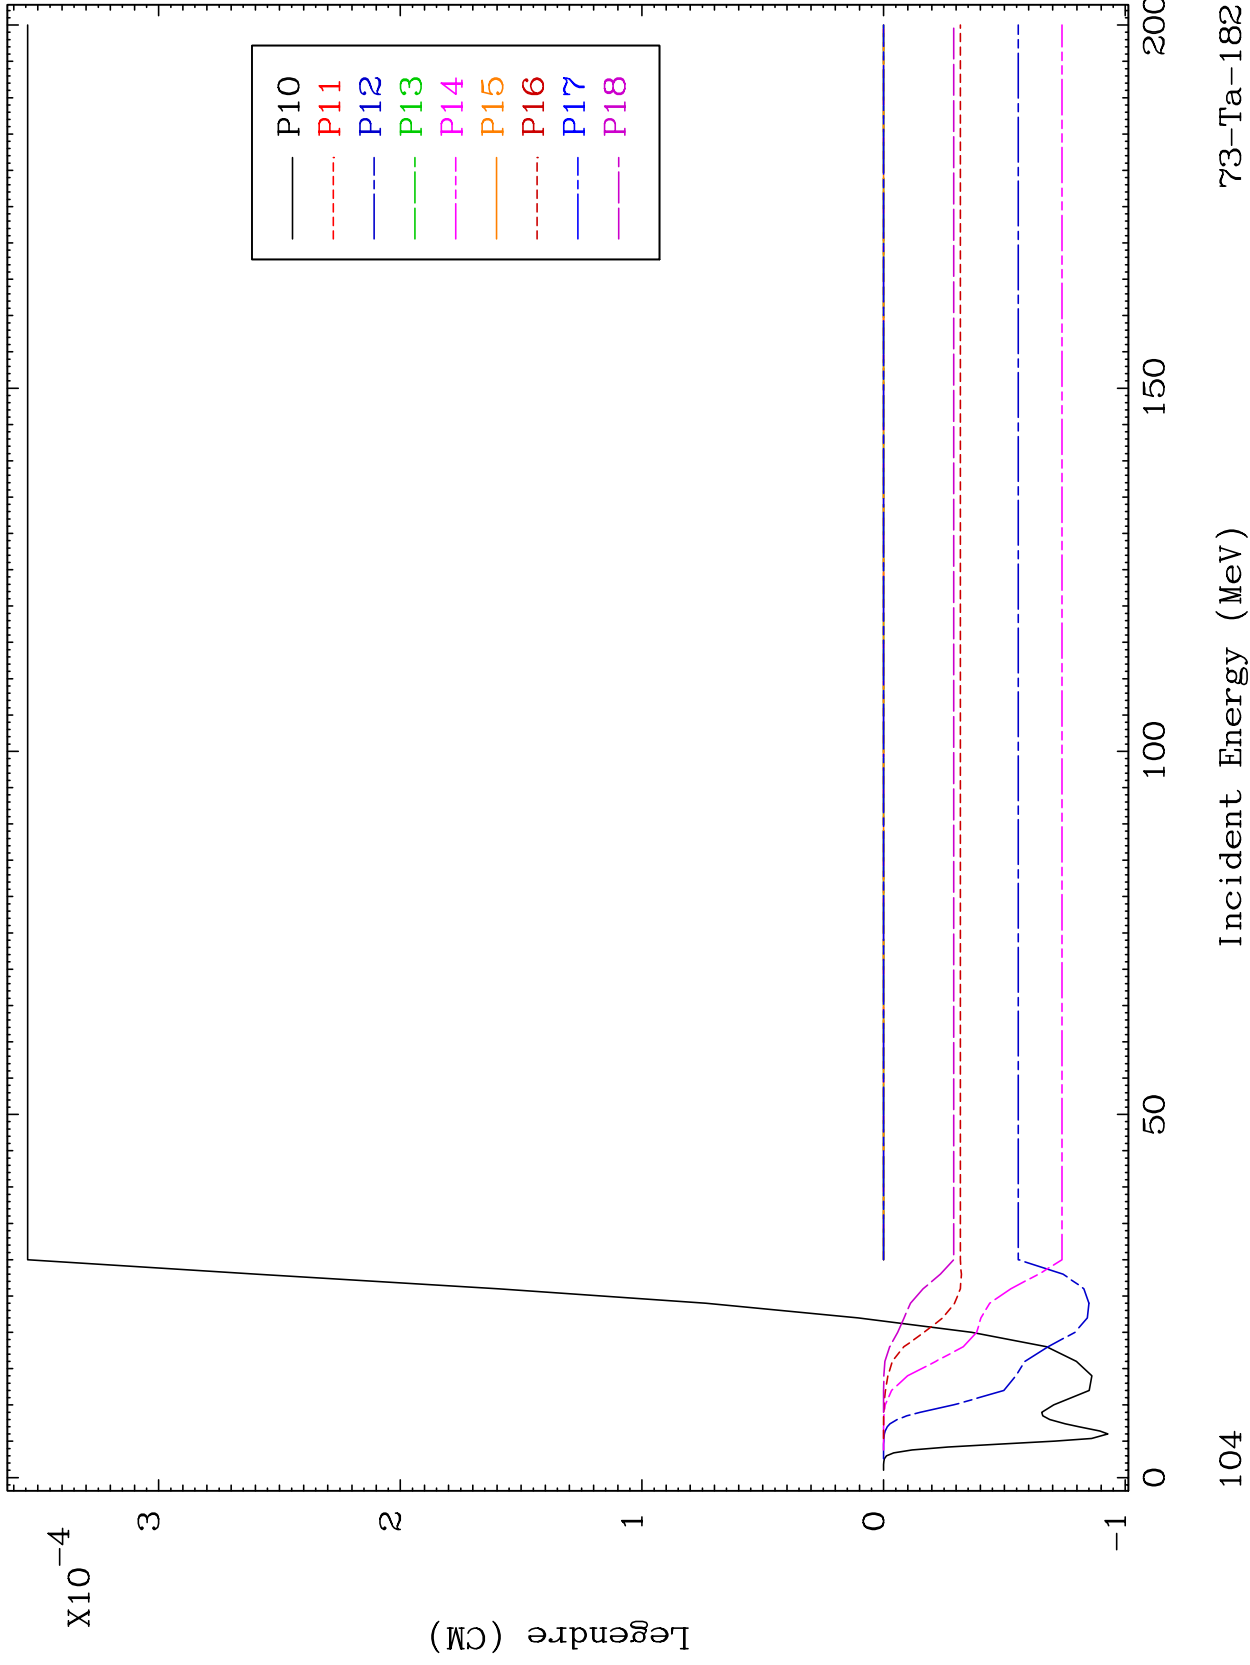 X10⁻⁴
Legendre (CM)
3
2
1
0
-1
P10
P11
P12
P13
P14
P15
P16
P17
P18
0
50
100
150
200
Incident Energy (MeV)
104
73-Ta-182